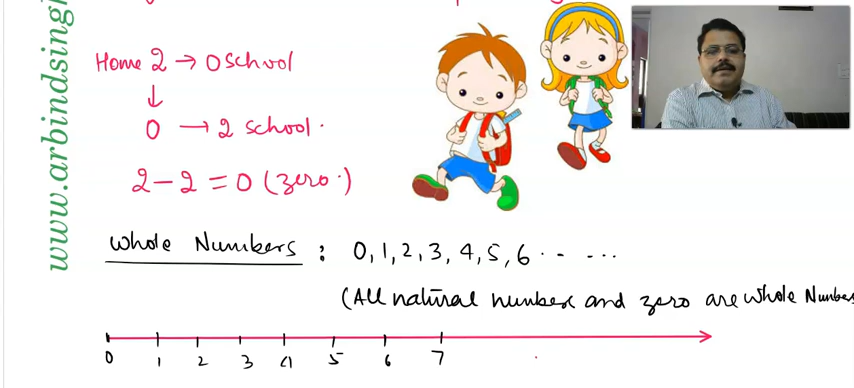 www.arbindsingh
Home 2 → 0 School
↓
0 → 2 School.
2 - 2 = 0 (zero.)
Whole Numbers : 0, 1, 2, 3, 4, 5, 6 .. ...
(All natural numbers and zero are whole Numbe
0 1 2 3 4 5 6 7